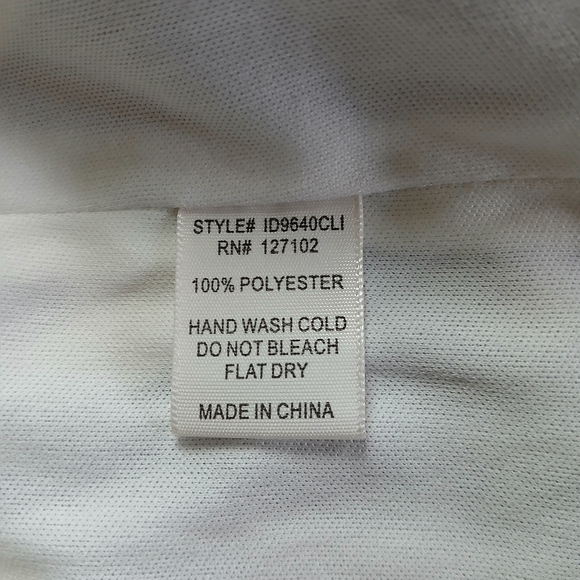 STYLE# ID9640CLI
RN# 127102
100% POLYESTER
HAND WASH COLD
DO NOT BLEACH
FLAT DRY
MADE IN CHINA